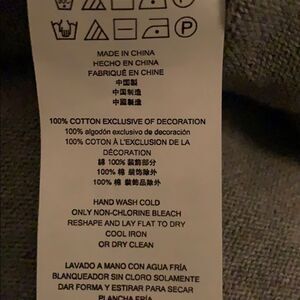 MADE IN CHINA
HECHO EN CHINA
FABRIQUÉ EN CHINE
中国製
中国制造
中國製造
100% COTTON EXCLUSIVE OF DECORATION
100% algodón exclusivo de decoración
100% COTON À L'EXCLUSION DE LA
DÉCORATION
綿 100% 装飾部分
100% 棉 装饰除外
100% 棉 裝飾品除外
HAND WASH COLD
ONLY NON-CHLORINE BLEACH
RESHAPE AND LAY FLAT TO DRY
COOL IRON
OR DRY CLEAN
LAVADO A MANO CON AGUA FRÍA
BLANQUEADOR SIN CLORO SOLAMENTE
DAR FORMA Y ESTIRAR PARA SECAR
PLANCHA FRÍA